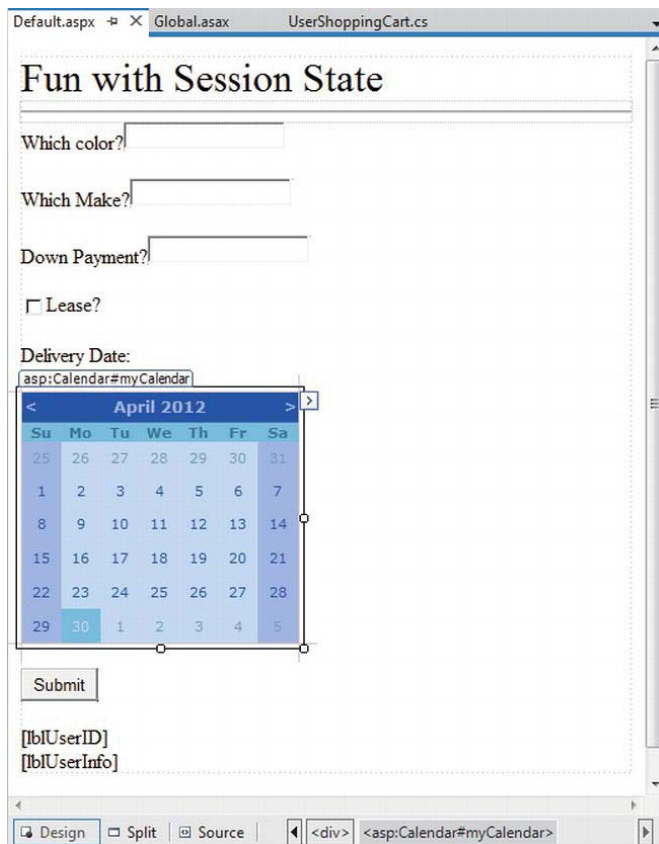 Default.aspx Global.asax UserShoppingCart.cs
Fun with Session State
Which color?
Which Make?
Down Payment?
Lease?
Delivery Date:
asp:Calendar#myCalendar
< April 2012 >
Su Mo Tu We Th Fr Sa
25 26 27 28 29 30 31
1 2 3 4 5 6 7
8 9 10 11 12 13 14
15 16 17 18 19 20 21
22 23 24 25 26 27 28
29 30 1 2 3 4 5
Submit
[lblUserID]
[lblUserInfo]
Design Split Source <div> <asp:Calendar#myCalendar>